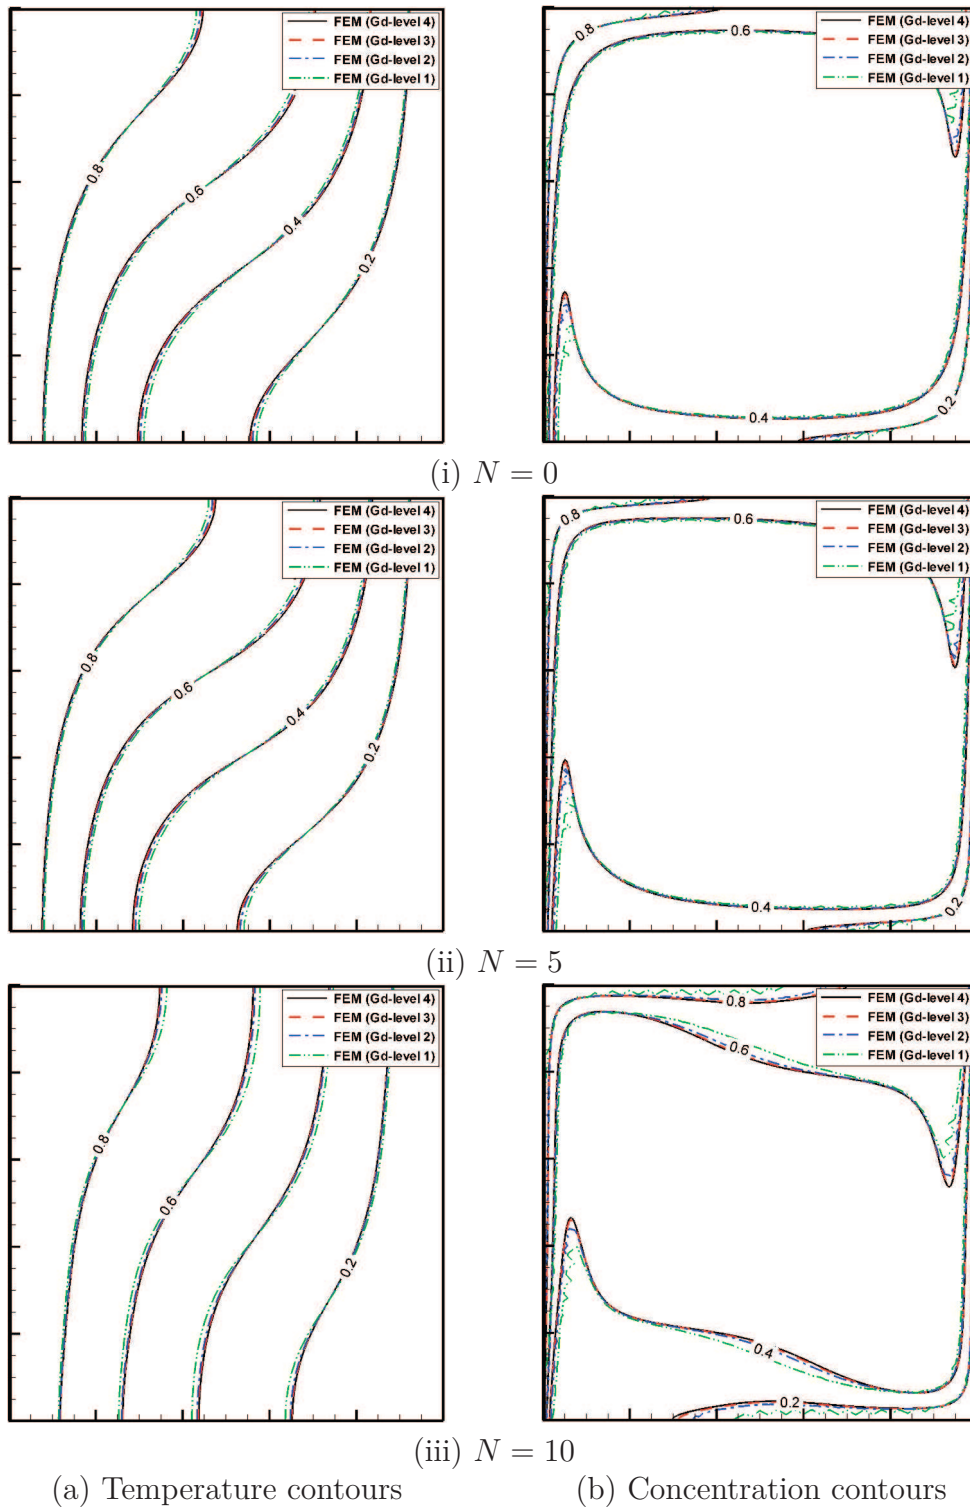 FEM (Gd-level 4)
FEM (Gd-level 3)
FEM (Gd-level 2)
FEM (Gd-level 1)
0.8
0.6
0.4
0.2
FEM (Gd-level 4)
FEM (Gd-level 3)
FEM (Gd-level 2)
FEM (Gd-level 1)
0.8
0.6
0.4
0.2
(i) N = 0
FEM (Gd-level 4)
FEM (Gd-level 3)
FEM (Gd-level 2)
FEM (Gd-level 1)
0.8
0.6
0.4
0.2
FEM (Gd-level 4)
FEM (Gd-level 3)
FEM (Gd-level 2)
FEM (Gd-level 1)
0.8
0.6
0.4
0.2
(ii) N = 5
FEM (Gd-level 4)
FEM (Gd-level 3)
FEM (Gd-level 2)
FEM (Gd-level 1)
0.8
0.6
0.2
FEM (Gd-level 4)
FEM (Gd-level 3)
FEM (Gd-level 2)
FEM (Gd-level 1)
0.8
0.6
0.4
0.2
(iii) N = 10
(a) Temperature contours
(b) Concentration contours